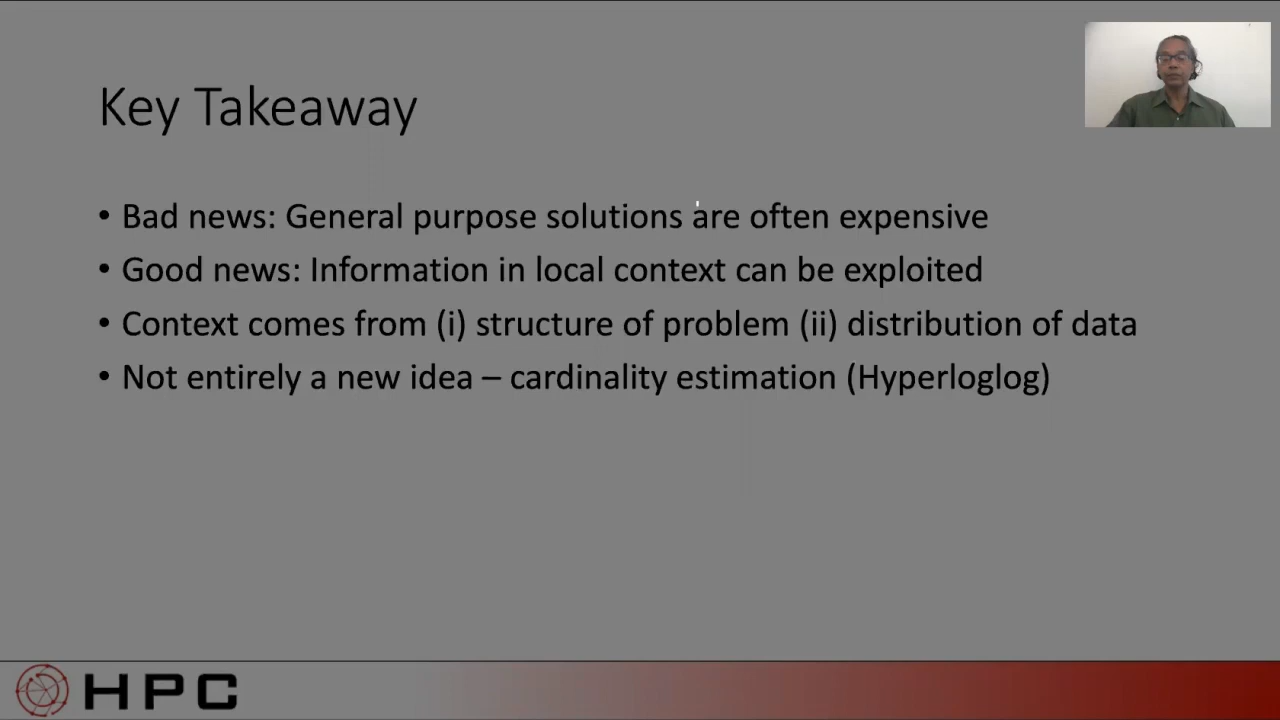 Key Takeaway
• Bad news: General purpose solutions are often expensive
• Good news: Information in local context can be exploited
• Context comes from (i) structure of problem (ii) distribution of data
• Not entirely a new idea – cardinality estimation (Hyperloglog)
HPC